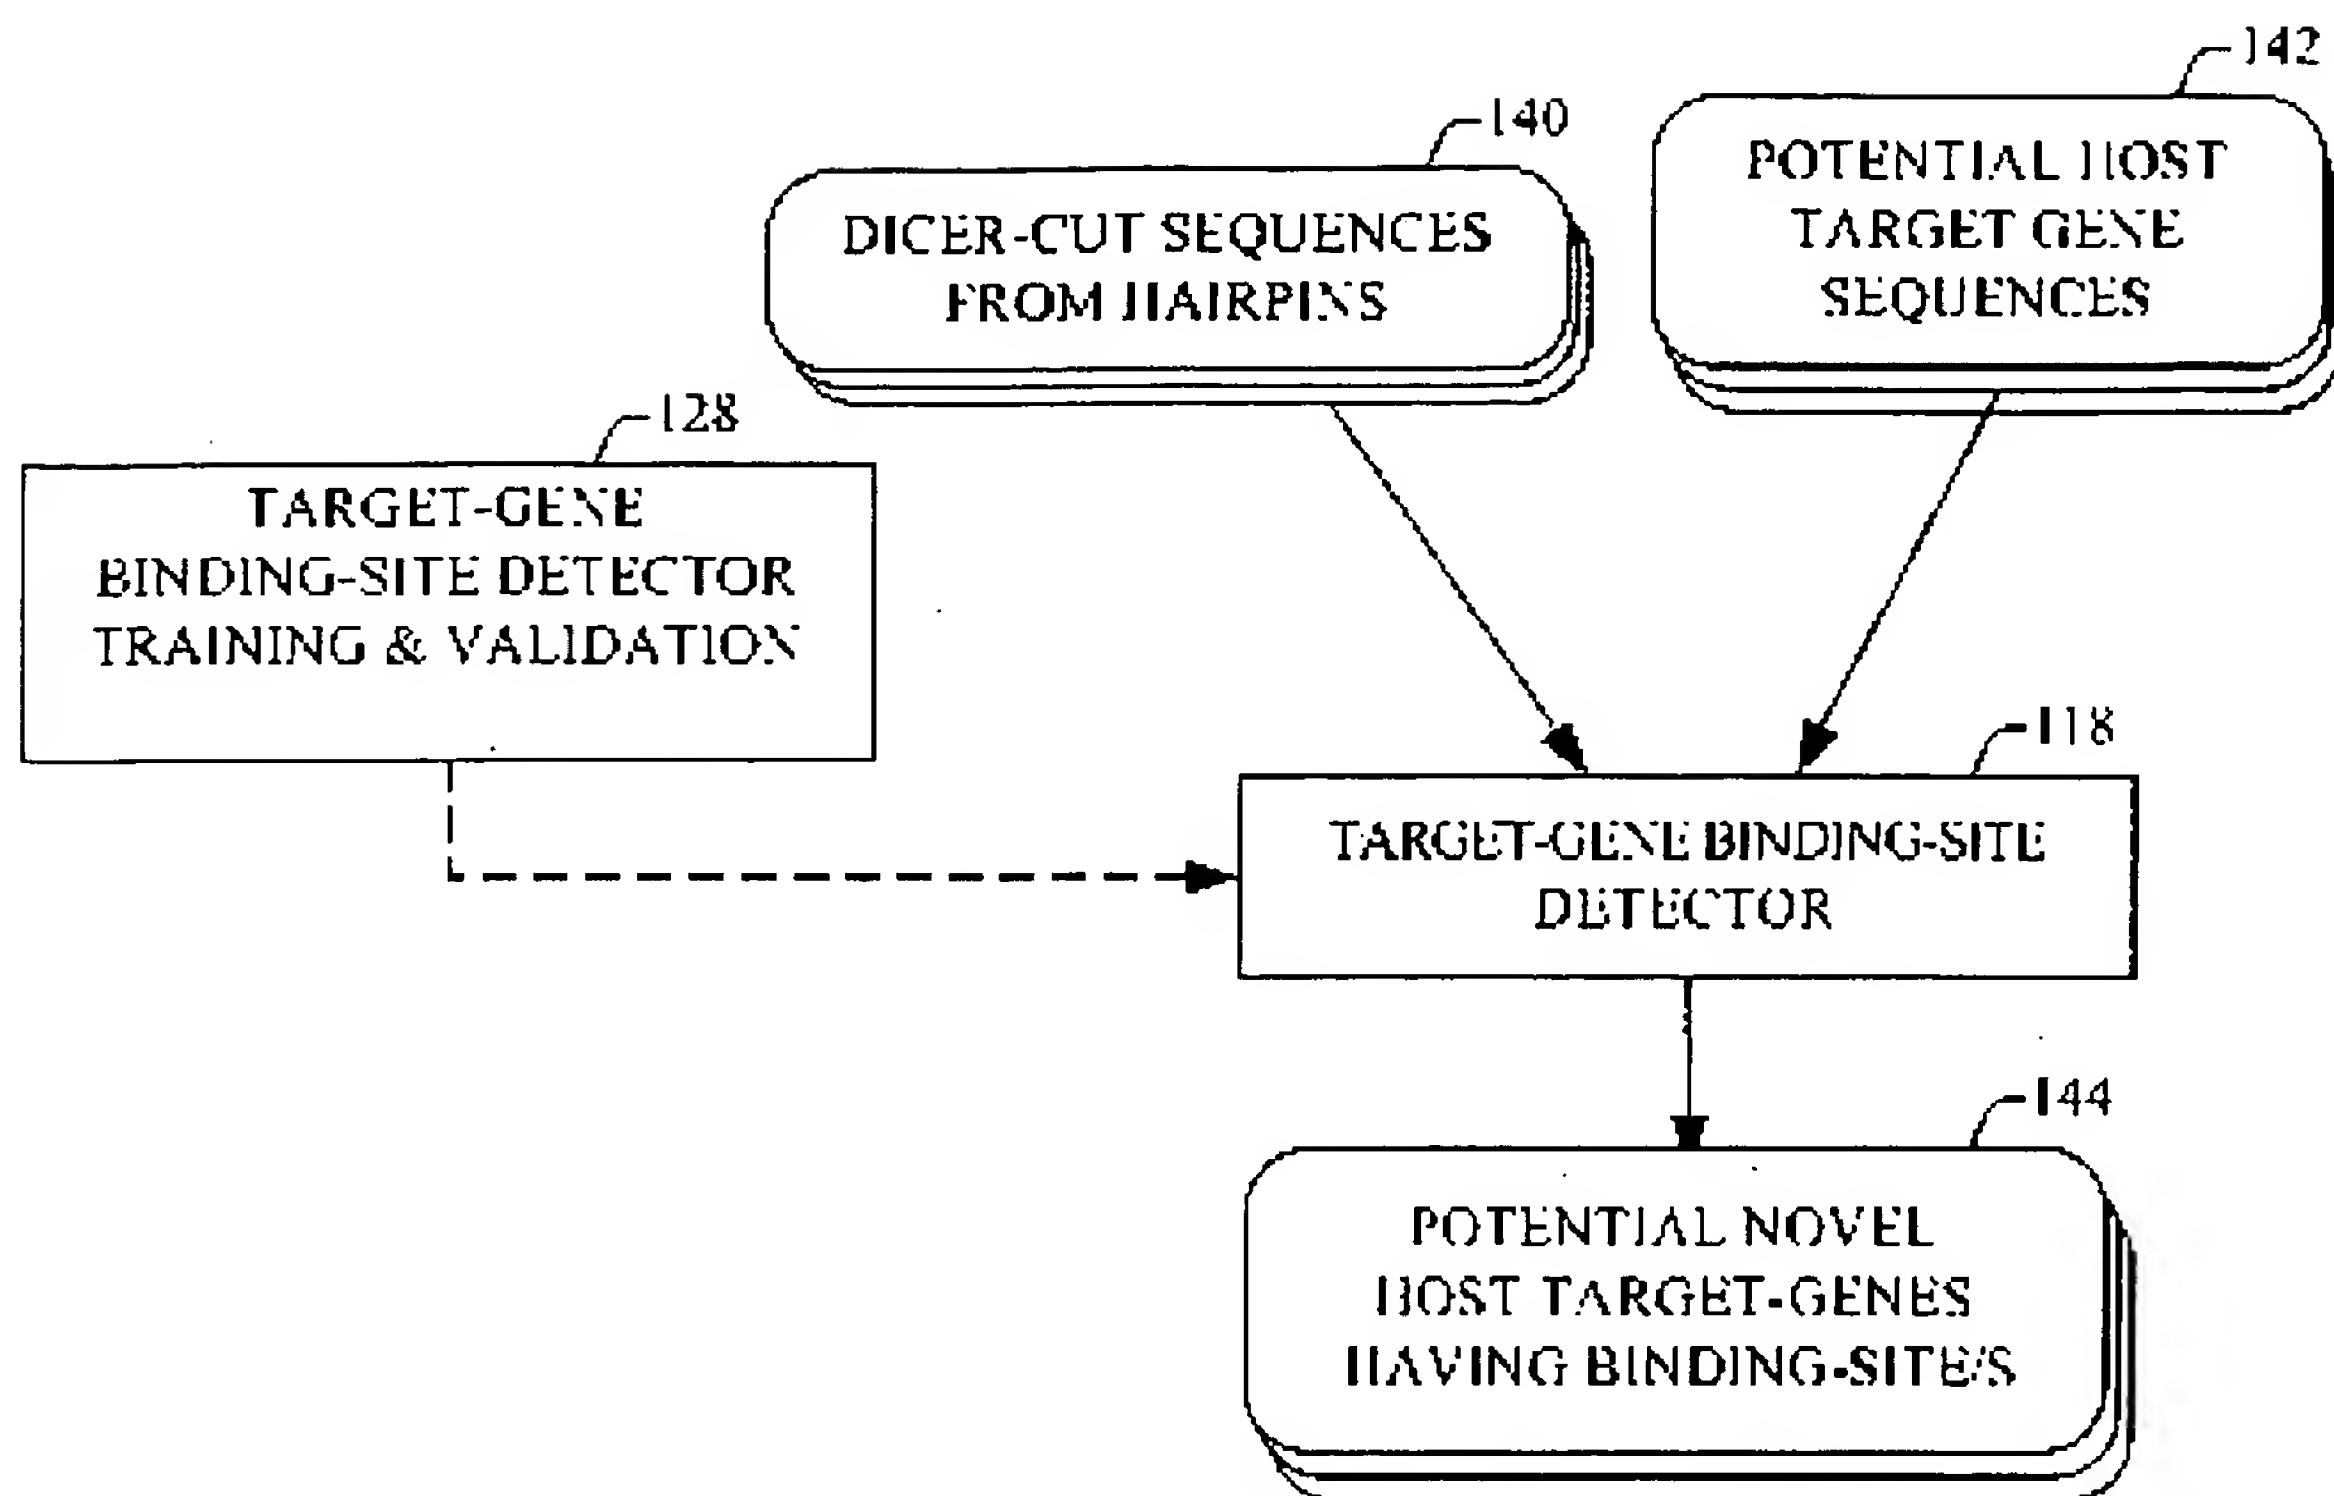 142
POTENTIAL HOST
TARGET GENE
SEQUENCES
140
DICER-CUT SEQUENCES
FROM HAIRPINS
128
TARGET-GENE
BINDING-SITE DETECTOR
TRAINING & VALIDATION
118
TARGET-GENE BINDING-SITE
DETECTOR
144
POTENTIAL NOVEL
HOST TARGET-GENES
HAVING BINDING-SITE/S